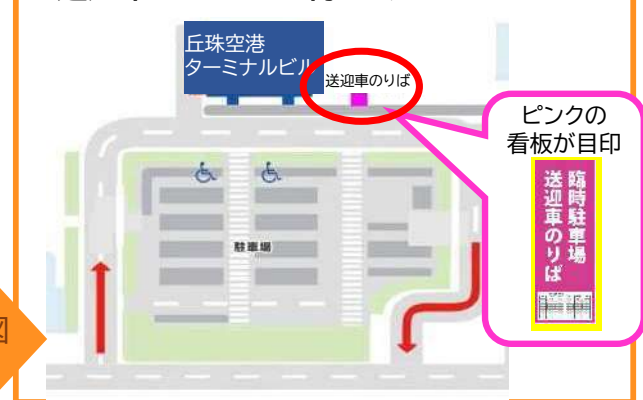 丘珠空港
ターミナルビル
送迎車のりば
ピンクの
看板が目印
臨時駐車場
送迎車のりば
駐車場
図